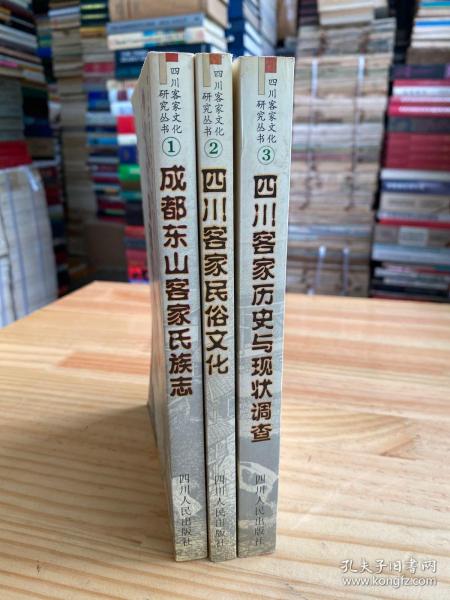 四川客家文化
研究丛书
①
成都东山客家氏族志
四川人民出版社
四川客家文化
研究丛书
②
四川客家民俗文化
四川人民出版社
四川客家文化
研究丛书
③
四川客家历史与现状调查
四川人民出版社
孔夫子旧书网
www.kongfz.com